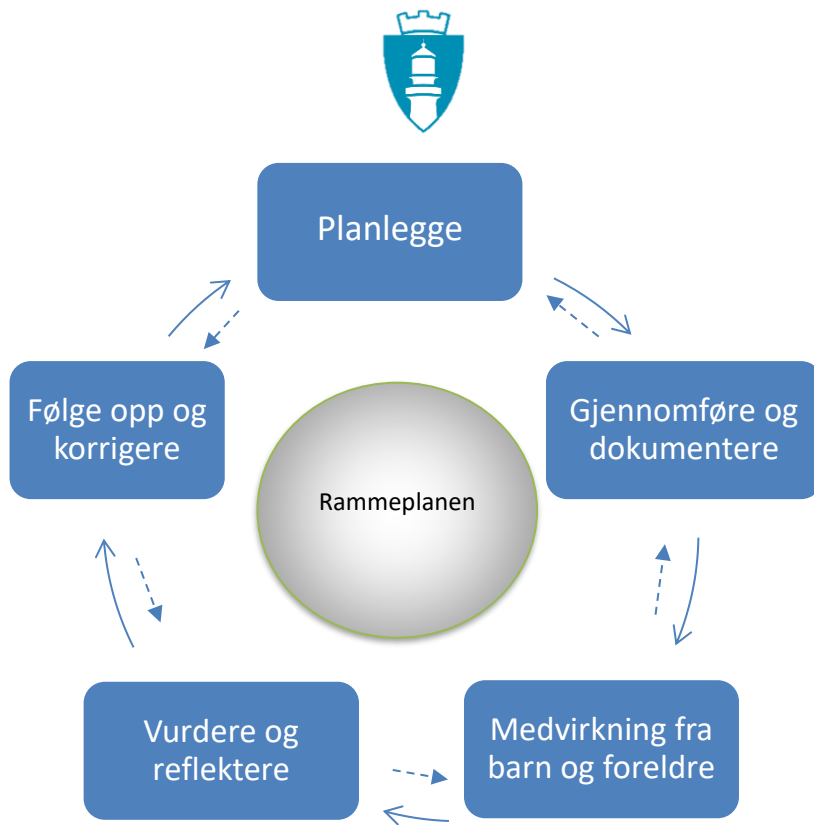 Planlegge
Følge opp og
korrigere
Gjennomføre og
dokumentere
Rammeplanen
Vurdere og
reflektere
Medvirkning fra
barn og foreldre